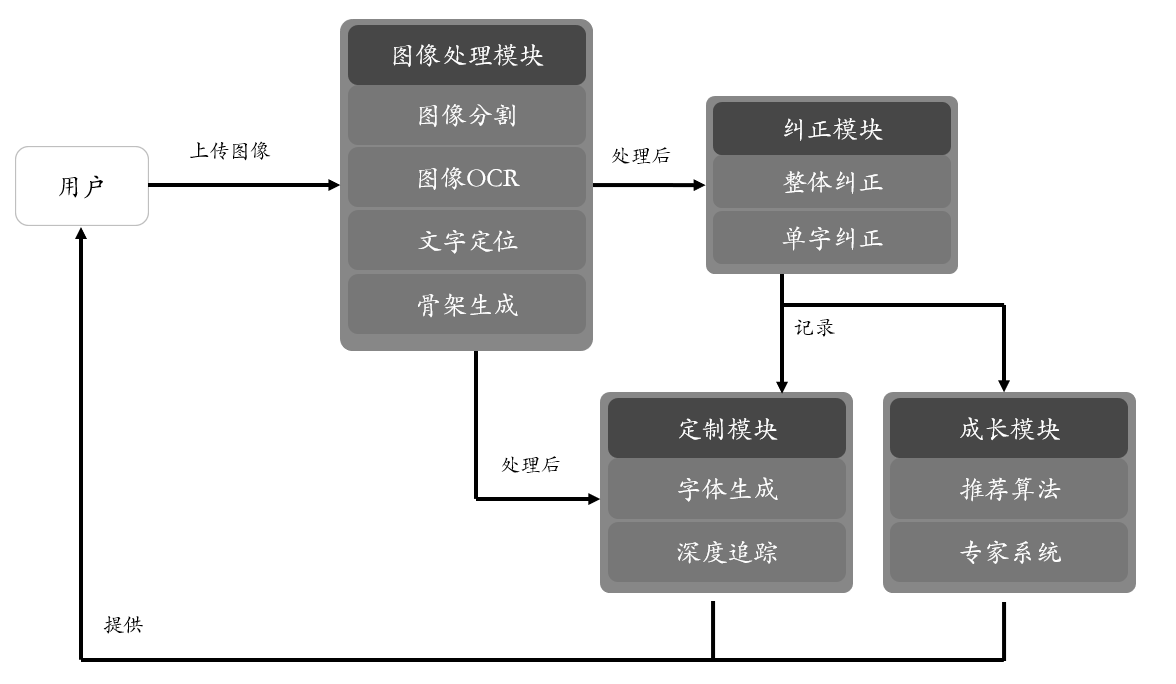 用户
上传图像
图像处理模块
图像分割
图像OCR
文字定位
骨架生成
处理后
纠正模块
整体纠正
单字纠正
记录
处理后
定制模块
字体生成
深度追踪
成长模块
推荐算法
专家系统
提供